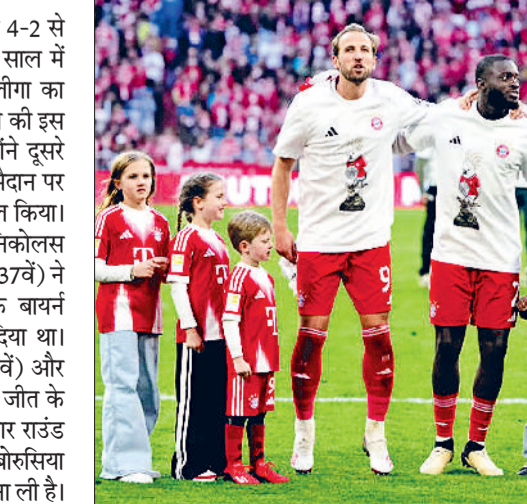 4-2 से
साल में
का
की इस
दूसरे
पर
किया।
निकोलस
37वें) ने
बायर्न
दिया था।
और
जीत के
राउंड
बोरुसिया
ली है।
T
T
T
9